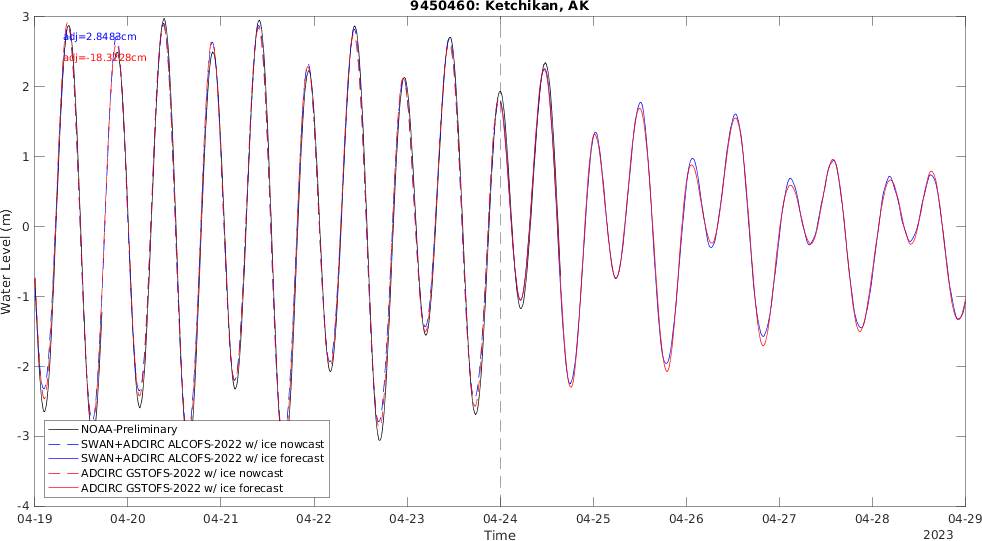 9450460: Ketchikan, AK
3
adj=2.8483cm
adj=-18.3228cm
2
1
0
-1
-2
-3
-4
Water Level (m)
NOAA-Preliminary
SWAN+ADCIRC ALCOFS-2022 w/ ice nowcast
SWAN+ADCIRC ALCOFS-2022 w/ ice forecast
ADCIRC GSTOFS-2022 w/ ice nowcast
ADCIRC GSTOFS-2022 w/ ice forecast
04-19 04-20 04-21 04-22 04-23 04-24 04-25 04-26 04-27 04-28 04-29
Time
2023